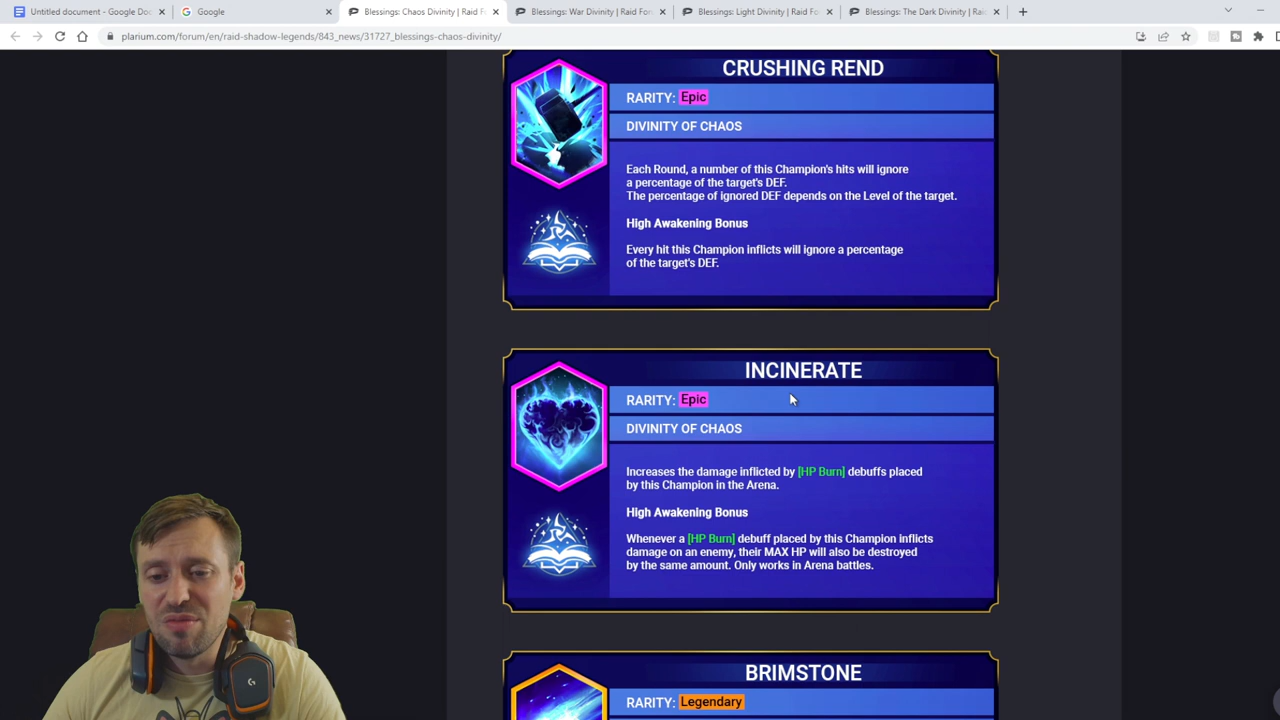 Untitled document - Google Doc
Google
Blessings: Chaos Divinity | Raid F
Blessings: War Divinity | Raid For
Blessings: Light Divinity | Raid Fo
Blessings: The Dark Divinity | Rai
plarium.com/forum/en/raid-shadow-legends/843_news/31727_blessings-chaos-divinity/
CRUSHING REND
RARITY: Epic
DIVINITY OF CHAOS
Each Round, a number of this Champion's hits will ignore
a percentage of the target's DEF.
The percentage of ignored DEF depends on the Level of the target.
High Awakening Bonus
Every hit this Champion inflicts will ignore a percentage
of the target's DEF.
INCINERATE
RARITY: Epic
DIVINITY OF CHAOS
Increases the damage inflicted by [HP Burn] debuffs placed
by this Champion in the Arena.
High Awakening Bonus
Whenever a [HP Burn] debuff placed by this Champion inflicts
damage on an enemy, their MAX HP will also be destroyed
by the same amount. Only works in Arena battles.
BRIMSTONE
RARITY: Legendary